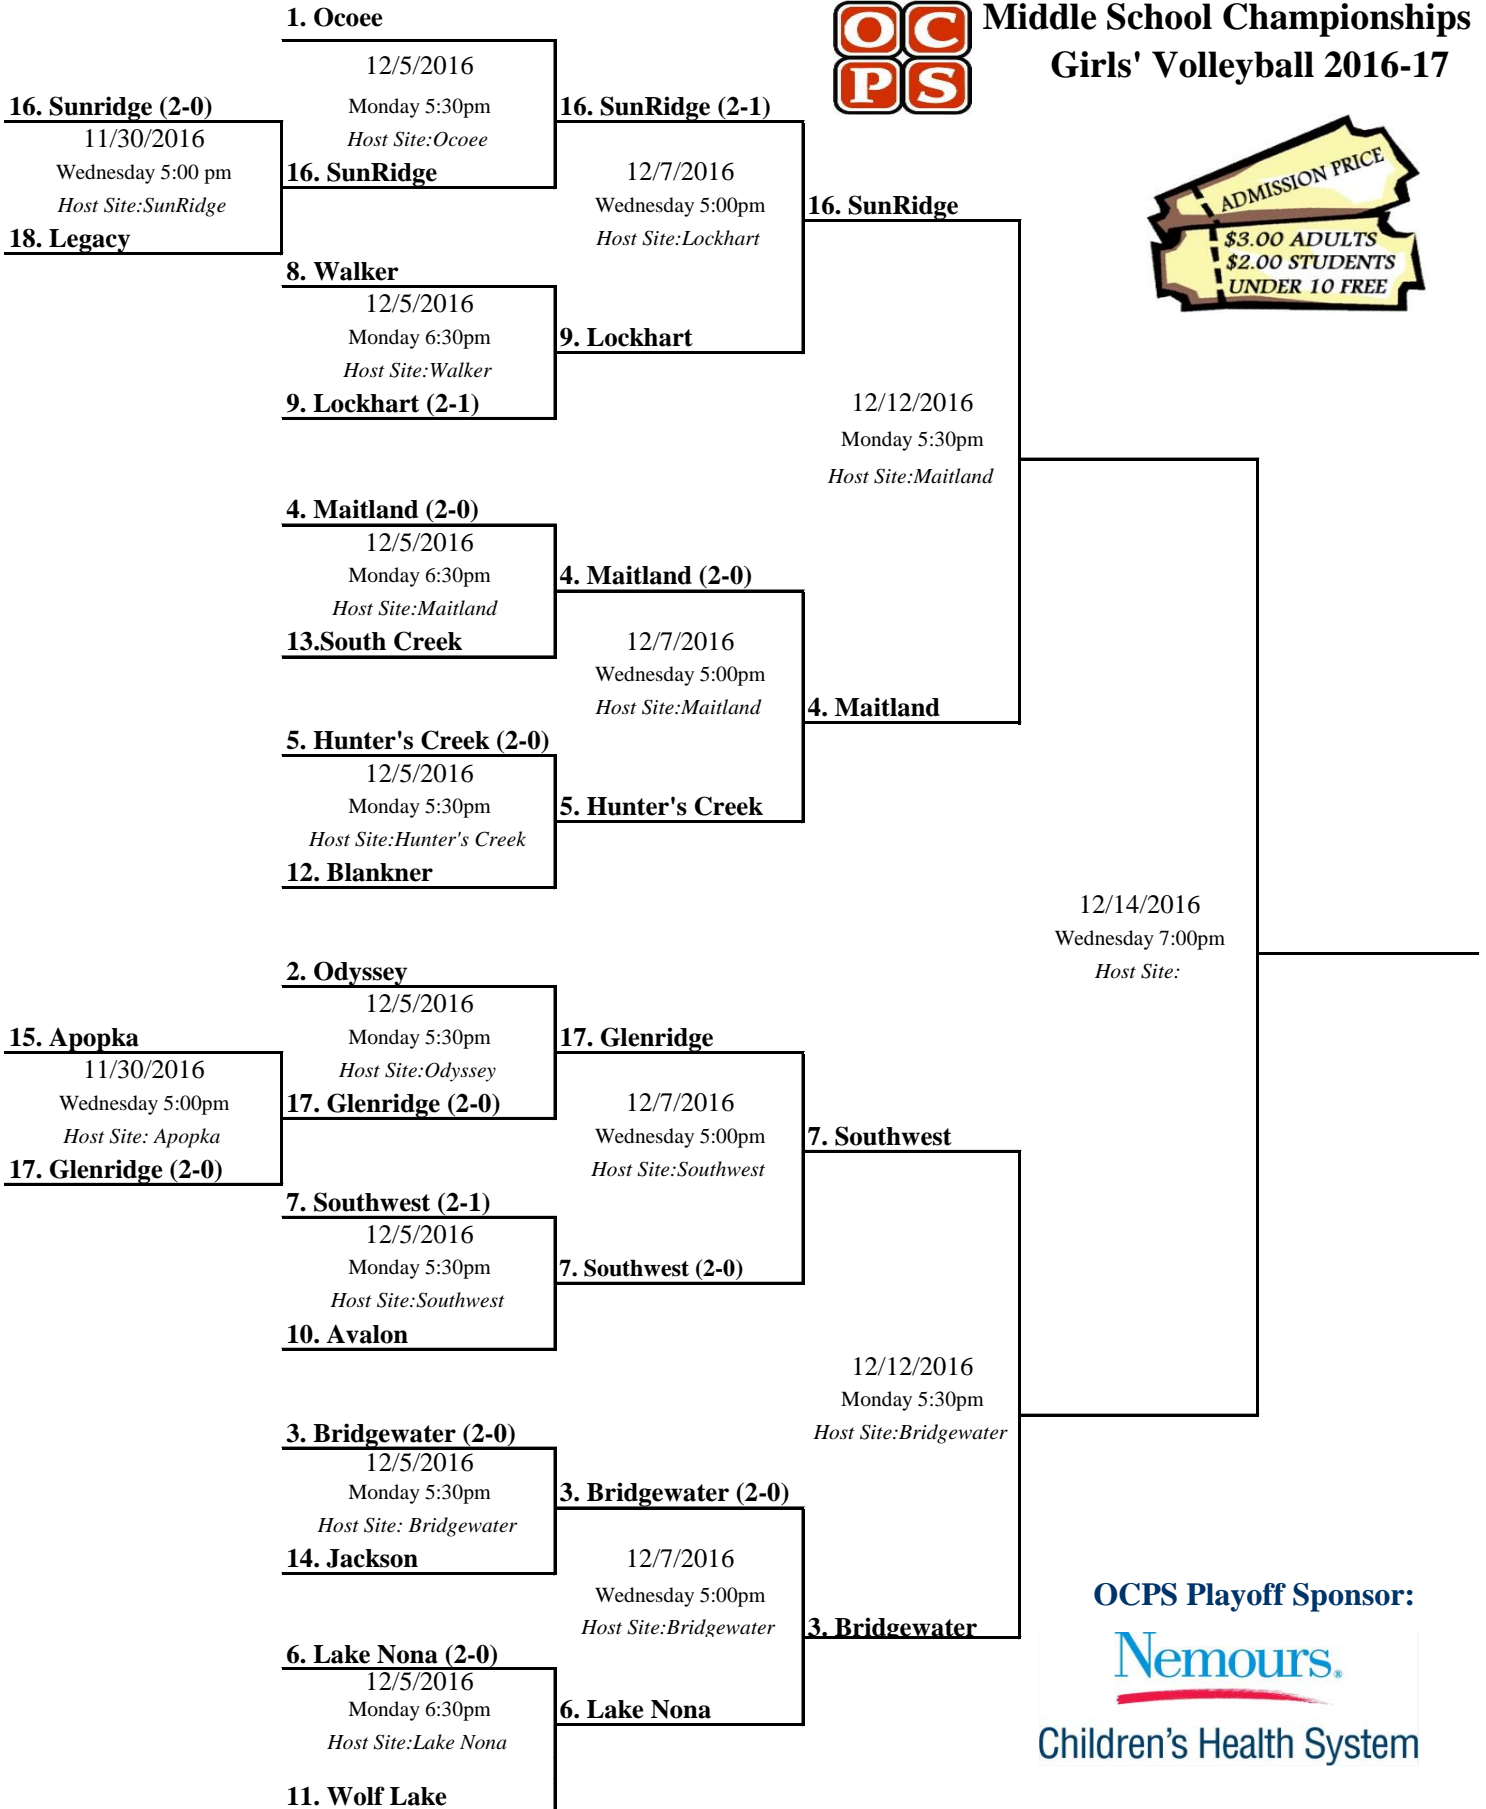 1. Ocoee
Middle School Championships
Girls' Volleyball 2016-17
O C
P S
ADMISSION PRICE
$3.00 ADULTS
$2.00 STUDENTS
UNDER 10 FREE
12/5/2016
Monday 5:30pm
Host Site:Ocoee
16. Sunridge (2-0)
11/30/2016
Wednesday 5:00 pm
Host Site:SunRidge
18. Legacy
16. SunRidge
16. SunRidge (2-1)
12/7/2016
Wednesday 5:00pm
Host Site:Lockhart
16. SunRidge
8. Walker
12/5/2016
Monday 6:30pm
Host Site:Walker
9. Lockhart (2-1)
9. Lockhart
12/12/2016
Monday 5:30pm
Host Site:Maitland
4. Maitland (2-0)
12/5/2016
Monday 6:30pm
Host Site:Maitland
13.South Creek
4. Maitland (2-0)
12/7/2016
Wednesday 5:00pm
Host Site:Maitland
4. Maitland
5. Hunter's Creek (2-0)
12/5/2016
Monday 5:30pm
Host Site:Hunter's Creek
12. Blankner
5. Hunter's Creek
12/14/2016
Wednesday 7:00pm
Host Site:
2. Odyssey
12/5/2016
Monday 5:30pm
Host Site:Odyssey
17. Glenridge (2-0)
15. Apopka
11/30/2016
Wednesday 5:00pm
Host Site: Apopka
17. Glenridge (2-0)
17. Glenridge
12/7/2016
Wednesday 5:00pm
Host Site:Southwest
7. Southwest
7. Southwest (2-1)
12/5/2016
Monday 5:30pm
Host Site:Southwest
10. Avalon
7. Southwest (2-0)
12/12/2016
Monday 5:30pm
Host Site:Bridgewater
3. Bridgewater (2-0)
12/5/2016
Monday 5:30pm
Host Site: Bridgewater
14. Jackson
3. Bridgewater (2-0)
12/7/2016
Wednesday 5:00pm
Host Site:Bridgewater
3. Bridgewater
6. Lake Nona (2-0)
12/5/2016
Monday 6:30pm
Host Site:Lake Nona
11. Wolf Lake
6. Lake Nona
OCPS Playoff Sponsor:
Nemours®
Children's Health System